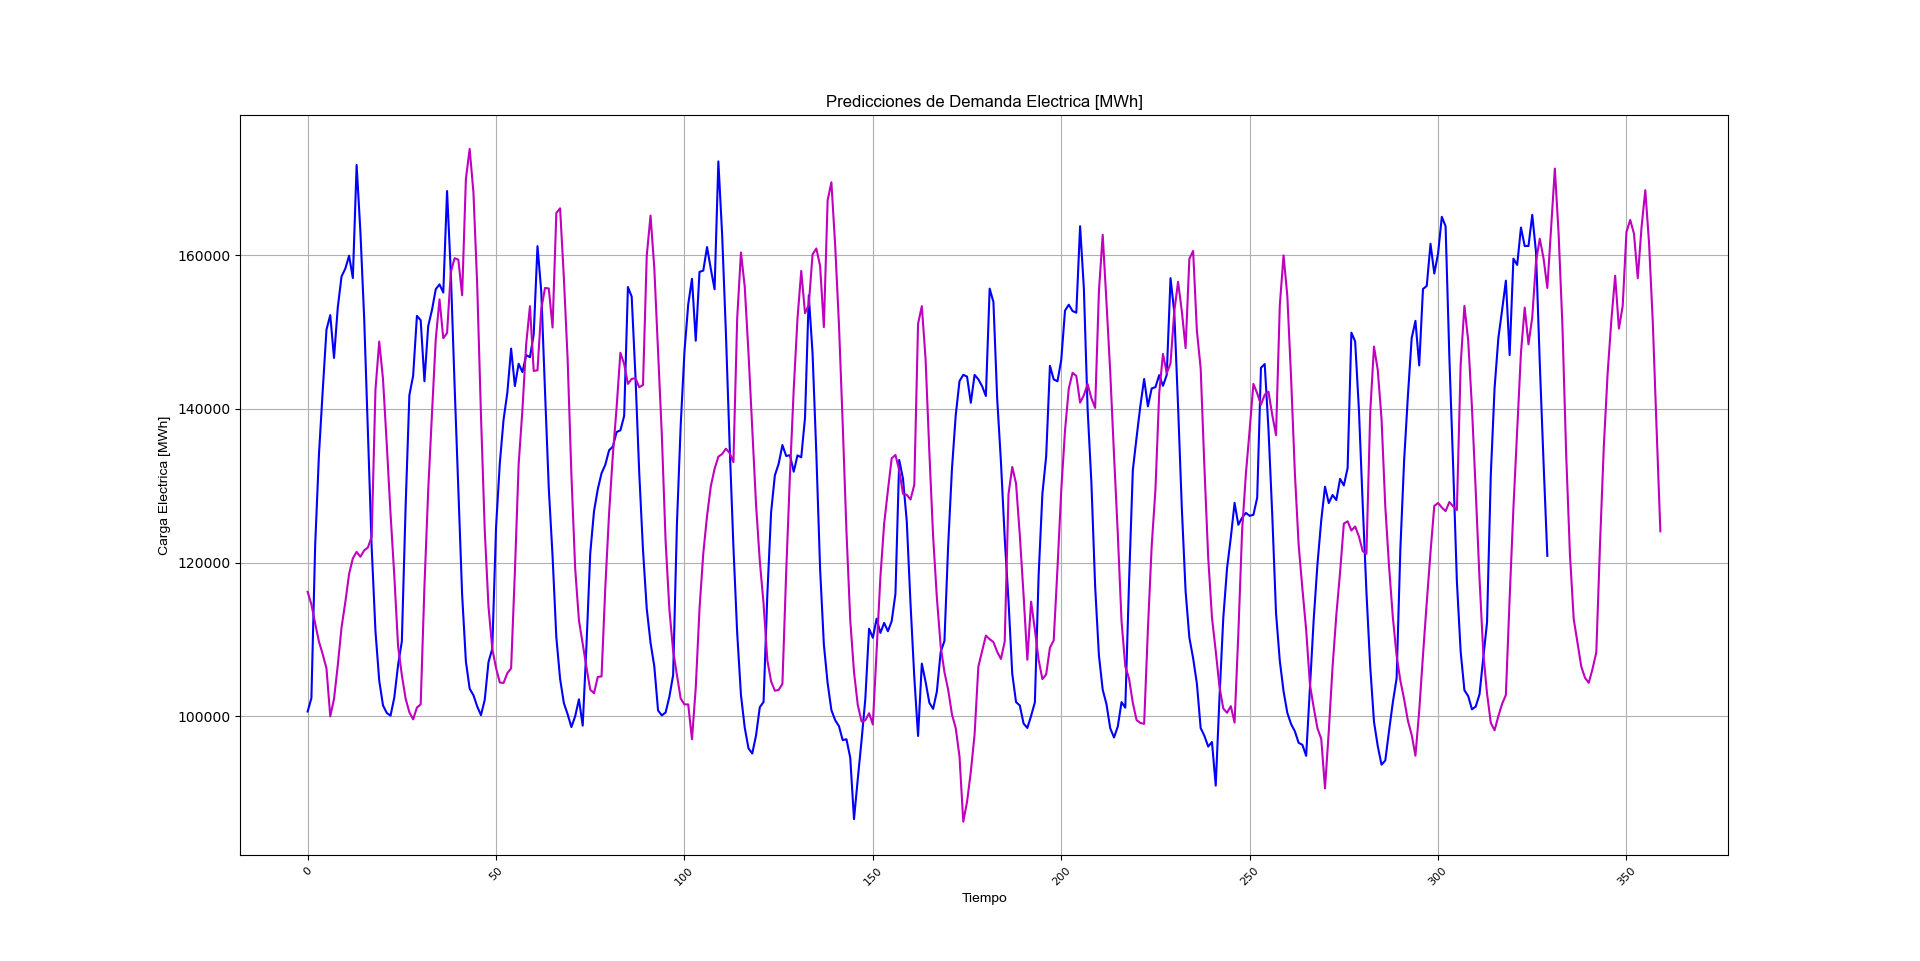 Predicciones de Demanda Electrica [MWh]
160000
140000
120000
100000
Carga Electrica [MWh]
0 50 100 150 200 250 300 350
Tiempo